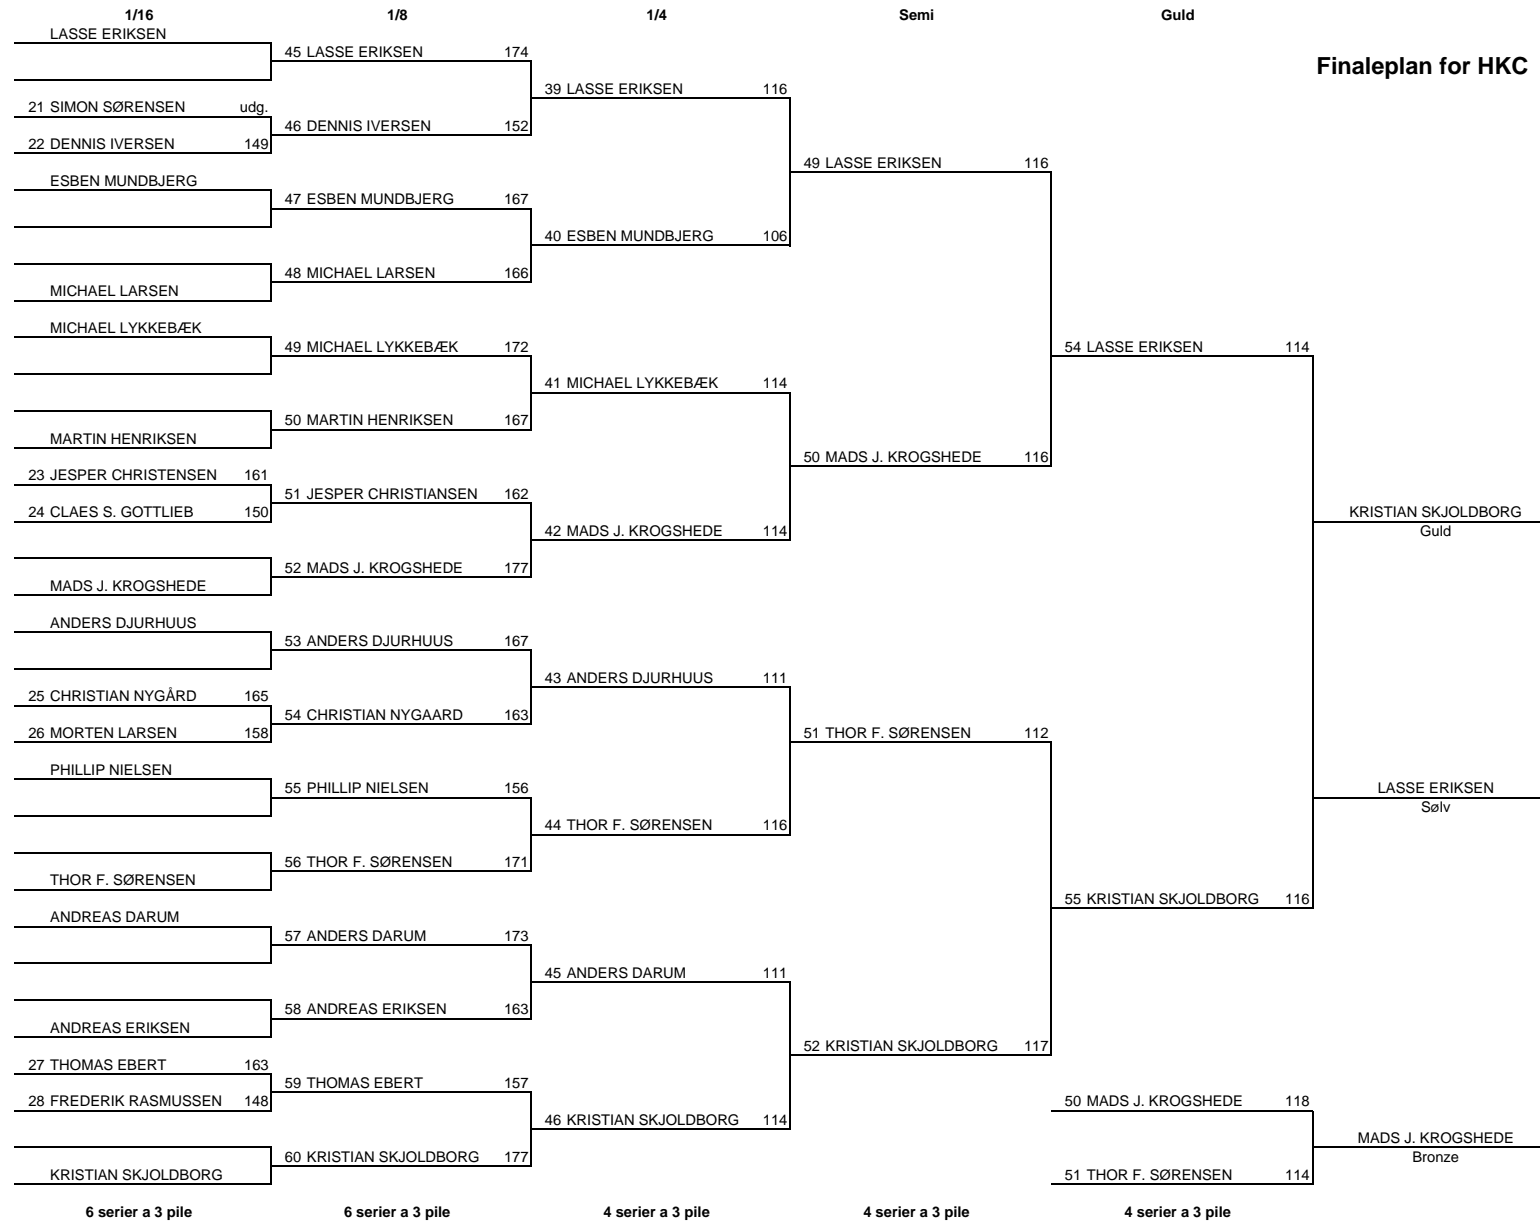 1/16 1/8 1/4 Semi Guld
Finaleplan for HKC
LASSE ERIKSEN
21 SIMON SØRENSEN udg.
22 DENNIS IVERSEN 149
ESBEN MUNDBJERG
MICHAEL LARSEN
MICHAEL LYKKEBÆK
MARTIN HENRIKSEN
23 JESPER CHRISTENSEN 161
24 CLAES S. GOTTLIEB 150
MADS J. KROGSHEDE
ANDERS DJURHUUS
25 CHRISTIAN NYGÅRD 165
26 MORTEN LARSEN 158
PHILLIP NIELSEN
THOR F. SØRENSEN
ANDREAS DARUM
ANDREAS ERIKSEN
27 THOMAS EBERT 163
28 FREDERIK RASMUSSEN 148
KRISTIAN SKJOLDBORG
45 LASSE ERIKSEN 174
46 DENNIS IVERSEN 152
47 ESBEN MUNDBJERG 167
48 MICHAEL LARSEN 166
49 MICHAEL LYKKEBÆK 172
50 MARTIN HENRIKSEN 167
51 JESPER CHRISTIANSEN 162
52 MADS J. KROGSHEDE 177
53 ANDERS DJURHUUS 167
54 CHRISTIAN NYGAARD 163
55 PHILLIP NIELSEN 156
56 THOR F. SØRENSEN 171
57 ANDERS DARUM 173
58 ANDREAS ERIKSEN 163
59 THOMAS EBERT 157
60 KRISTIAN SKJOLDBORG 177
39 LASSE ERIKSEN 116
40 ESBEN MUNDBJERG 106
41 MICHAEL LYKKEBÆK 114
42 MADS J. KROGSHEDE 114
43 ANDERS DJURHUUS 111
44 THOR F. SØRENSEN 116
45 ANDERS DARUM 111
46 KRISTIAN SKJOLDBORG 114
49 LASSE ERIKSEN 116
50 MADS J. KROGSHEDE 116
51 THOR F. SØRENSEN 112
52 KRISTIAN SKJOLDBORG 117
54 LASSE ERIKSEN 114
55 KRISTIAN SKJOLDBORG 116
50 MADS J. KROGSHEDE 118
51 THOR F. SØRENSEN 114
KRISTIAN SKJOLDBORG
Guld
LASSE ERIKSEN
Sølv
MADS J. KROGSHEDE
Bronze
6 serier a 3 pile 6 serier a 3 pile 4 serier a 3 pile 4 serier a 3 pile 4 serier a 3 pile